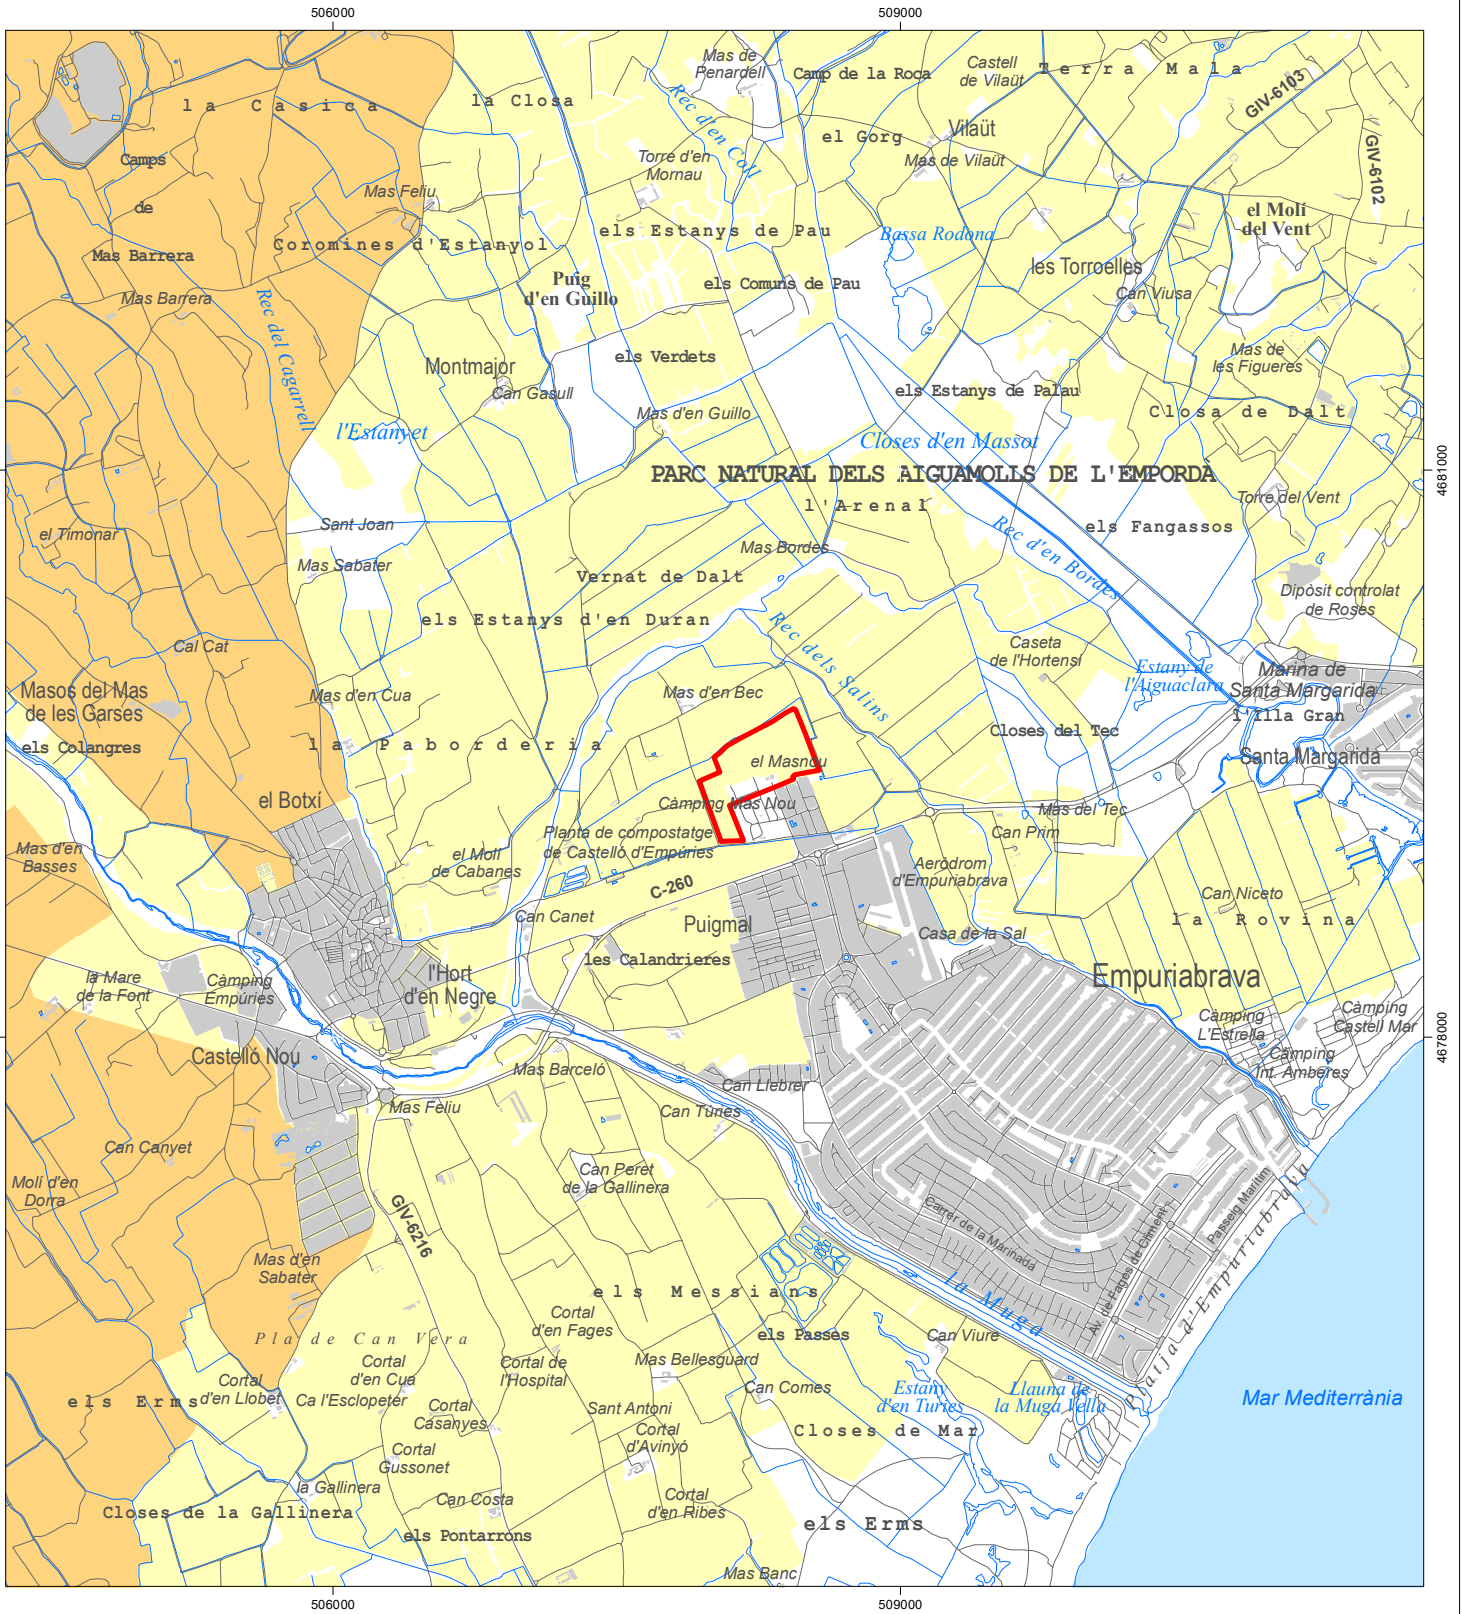 506000
509000
Mas de
Penardell
Camp de la Roca
Castell
de Vilaüt
Terra Mala
GIV-6103
la Casica
la Closa
Rec d'en Coll
el Gorg
Vilaüt
Mas de Vilaüt
GIV-6102
Camps
de
Mas Barrera
Torre d'en
Mornau
Mas Feliu
el Molí
del Vent
Coromines d'Estanyol
els Estanys de Pau
Bassa Rodona
les Torroelles
Puig
d'en Guillo
els Comuns de Pau
Can Viusa
Mas Barrera
Rec del Cagarrell
Montmajor
els Verdets
Mas de
les Figueres
Can Gasull
els Estanys de Palau
Mas d'en Guillo
Closa de Dalt
l'Estanyet
Closes d'en Massot
PARC NATURAL DELS AIGUAMOLLS DE L'EMPORDÀ
4681000
l'Arenal
Torre del Vent
Sant Joan
els Fangassos
el Timonar
Mas Bordes
Rec d'en Bordes
Mas Sabater
Vernat de Dalt
Dipòsit controlat
de Roses
els Estanys d'en Duran
Rec dels Salins
Cal Cat
Caseta
de l'Hortensi
Estany de
l'Aiguaclara
Marina de
Santa Margarida
Masos del Mas
de les Garses
Mas d'en Cua
Mas d'en Bec
l'Illa Gran
els Colangres
la Paborderia
Closes del Tec
el Masnou
Santa Margarida
el Botxí
Càmping Mas Nou
Mas del Tec
Planta de compostatge
de Castelló d'Empúries
Can Prim
Mas d'en
Basses
el Molí
de Cabanes
Aeròdrom
d'Empuriabrava
C-260
Can Niceto
Can Canet
Puigmal
la Rovina
Casa de la Sal
les Calandrieres
l'Hort
d'en Negre
Empuriabrava
la Mare
de la Font
Càmping
Empúries
Càmping
L'Estrella
Càmping
Castell Mar
4678000
Castelló Nou
Càmping
Int. Amberes
Mas Barceló
Can Llebrer
Mas Feliu
Can Túries
Can Canyet
Can Peret
de la Gallinera
Molí d'en
Dorra
GIV-6216
Carrer de la Marinada
Av. de Fages de Climent
Passeig Marítim
Platja d'Empuriabrava
Mas d'en
Sabater
la Muga
els Messians
Cortal
d'en Fages
els Passes
Can Viure
Pla de Can Vera
Cortal
d'en Cua
Cortal de
l'Hospital
Mas Bellesguard
Can Comes
Estany
d'en Turies
Llauna de
la Muga Vella
Mar Mediterrània
els Erms
Cortal
d'en Llobet
Ca l'Esclopeter
Cortal
Casanyes
Sant Antoni
Cortal
d'Avinyó
Closes de Mar
Cortal
Gussonet
la Gallinera
Can Costa
Cortal
d'en Ribes
Closes de la Gallinera
els Pontarrons
els Erms
Mas Banc
506000
509000